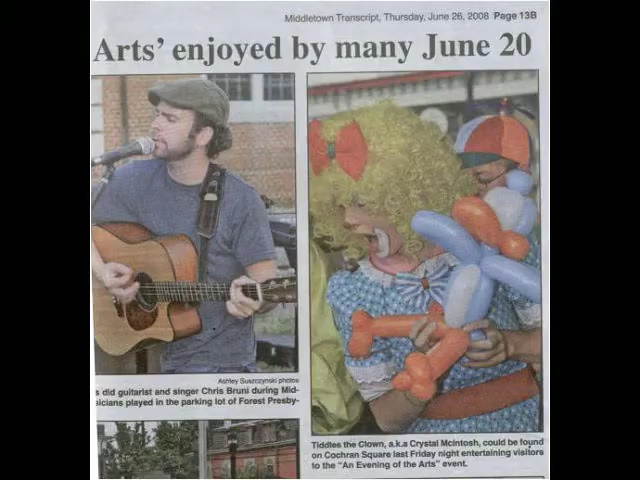 Middletown Transcript, Thursday, June 26, 2008 Page 13B
Arts' enjoyed by many June 20
Ashley Suszczynski photos
s did guitarist and singer Chris Bruni during Mid-
sicians played in the parking lot of Forest Presby-
Tiddles the Clown, a.k.a Crystal McIntosh, could be found
on Cochran Square last Friday night entertaining visitors
to the "An Evening of the Arts" event.